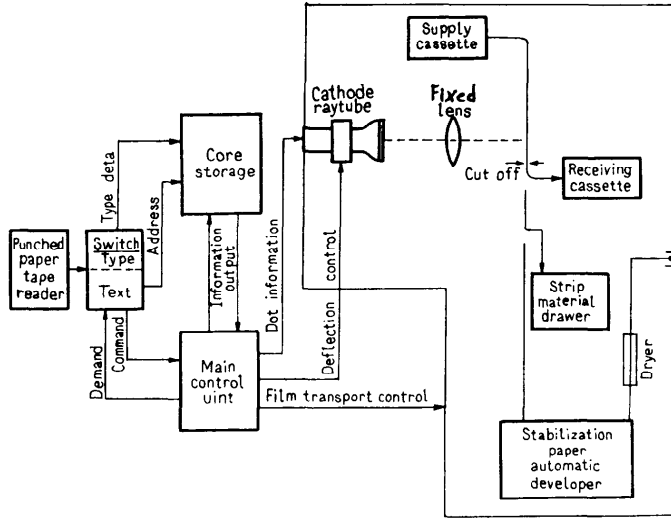 Supply
cassette
Cathode
raytube
Fixed
lens
Cut off
Receiving
cassette
Core
storage
Type deta
Address
Punched
paper
tape
reader
Switch
Type
Text
Information
output
Dot information
Deflection control
Strip
material
drawer
Dryer
Demand
Command
Main
control
uint
Film transport control
Stabilization
paper
automatic
developer